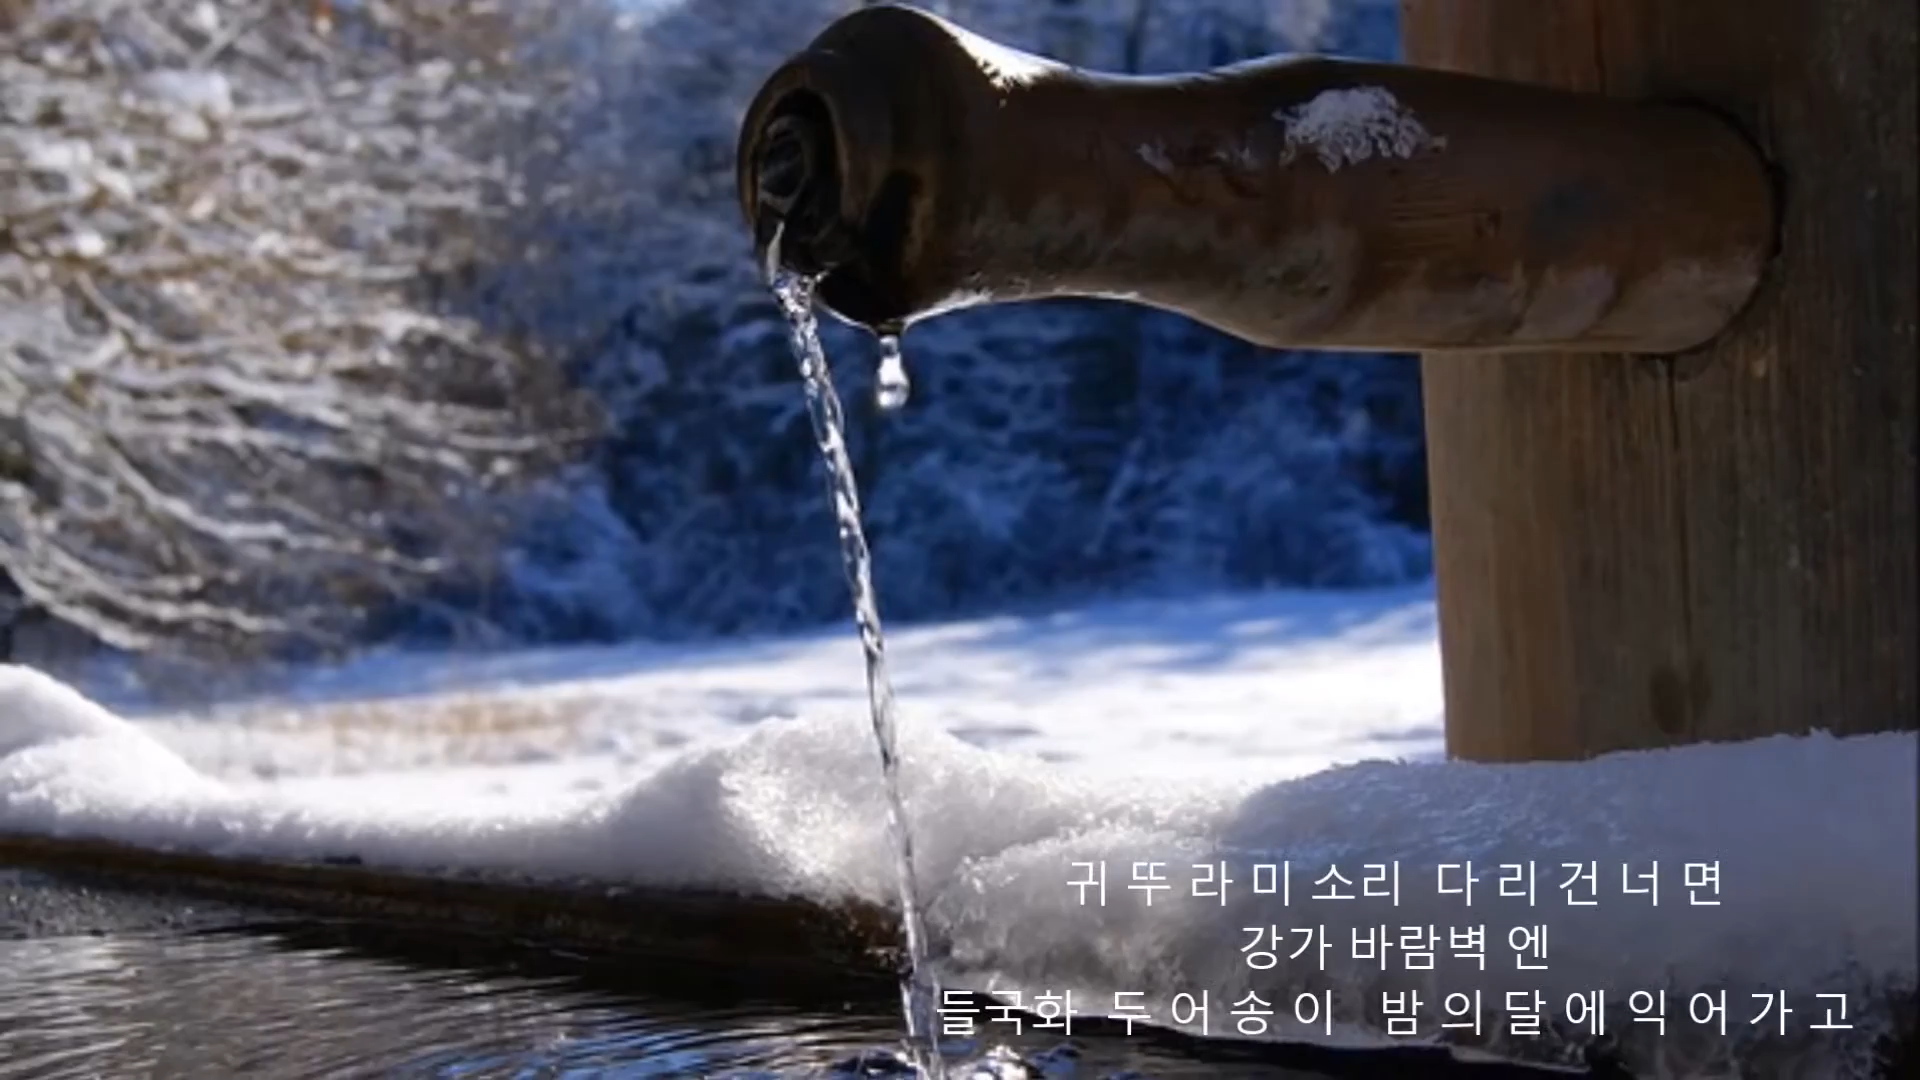 귀 뚜 라 미 소리 다 리 건 너 면
강가 바람벽 엔
들국화 두 어 송 이 밤 의 달 에 익 어 가 고